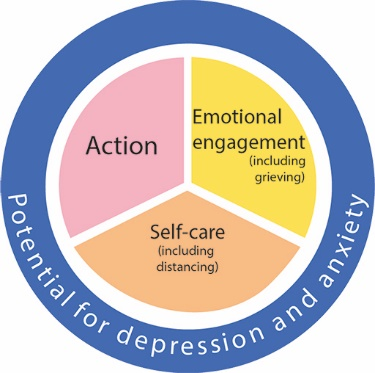 Action
Emotional
engagement
(including
grieving)
Self-care
(including
distancing)
Potential for depression and anxiety